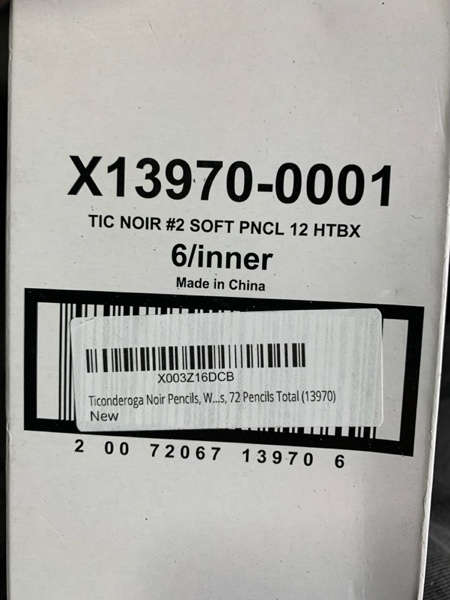 X13970-0001
TIC NOIR #2 SOFT PNCL 12 HTBX
6/inner
Made in China
X003Z16DCB
Ticonderoga Noir Pencils, W...s, 72 Pencils Total (13970)
New
2 00 72067 13970 6